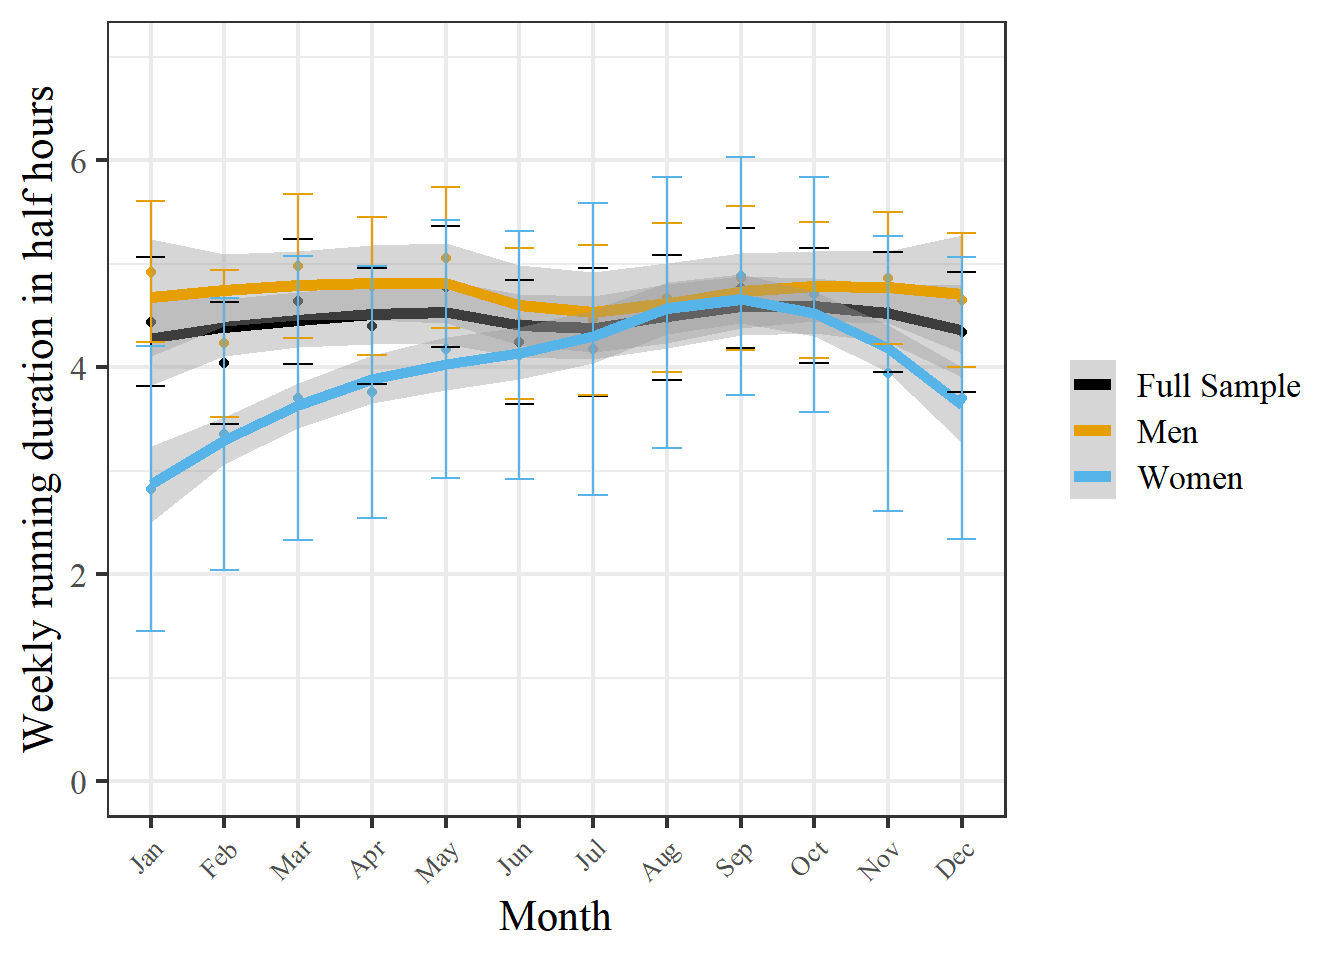 Weekly running duration in half hours
6
4
2
0
Jan
Feb
Mar
Apr
May
Jun
Jul
Aug
Sep
Oct
Nov
Dec
Month
Full Sample
Men
Women